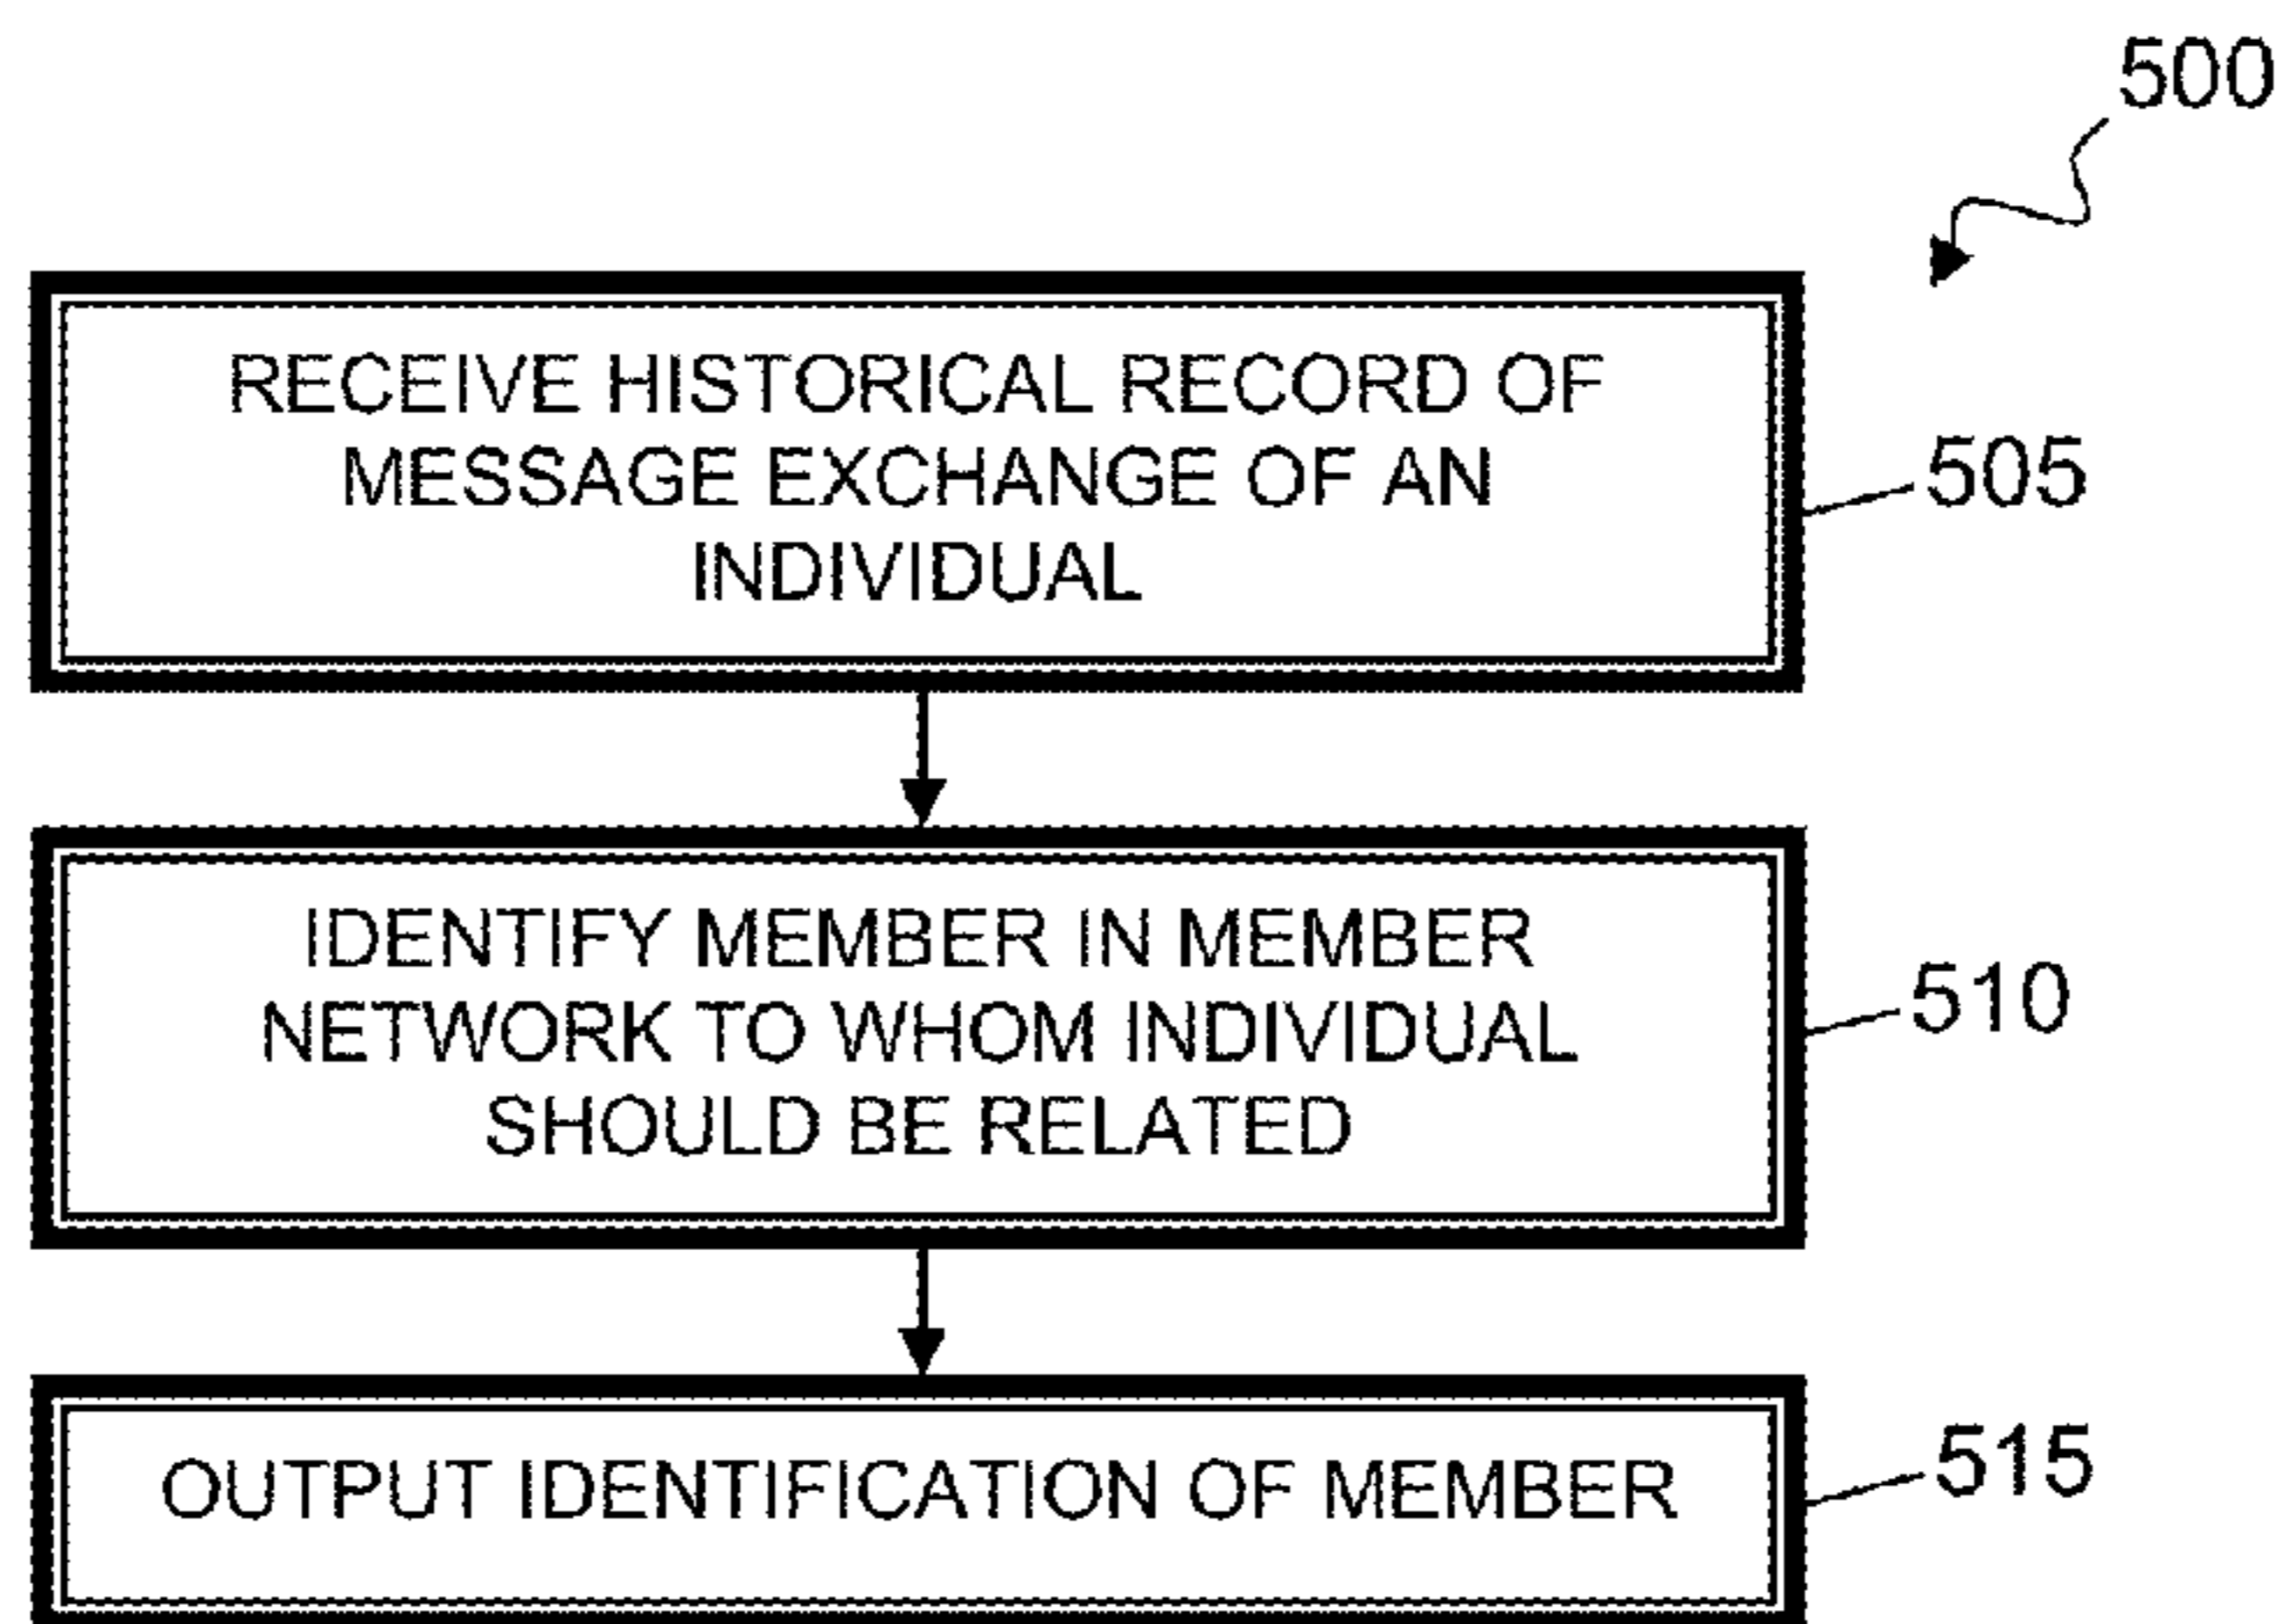 500
RECEIVE HISTORICAL RECORD OF
MESSAGE EXCHANGE OF AN
INDIVIDUAL
505
IDENTIFY MEMBER IN MEMBER
NETWORK TO WHOM INDIVIDUAL
SHOULD BE RELATED
510
OUTPUT IDENTIFICATION OF MEMBER
515